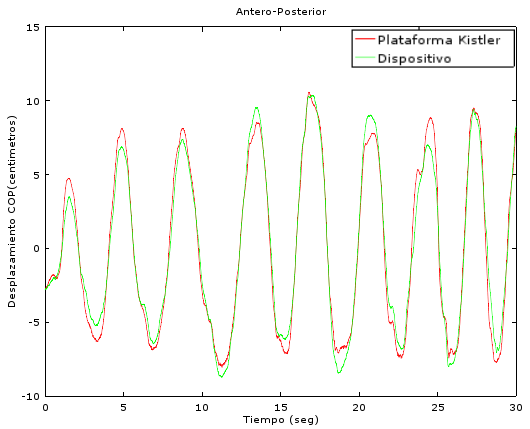 Antero-Posterior
Plataforma Kistler
Dispositivo
Desplazamiento COP(centimetros)
15
10
5
0
-5
-10
0 5 10 15 20 25 30
Tiempo (seg)